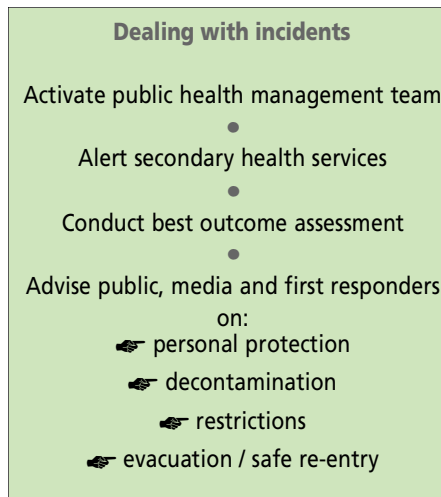 Dealing with incidents
Activate public health management team
●
Alert secondary health services
●
Conduct best outcome assessment
●
Advise public, media and first responders
on:
☛ personal protection
☛ decontamination
☛ restrictions
☛ evacuation / safe re-entry